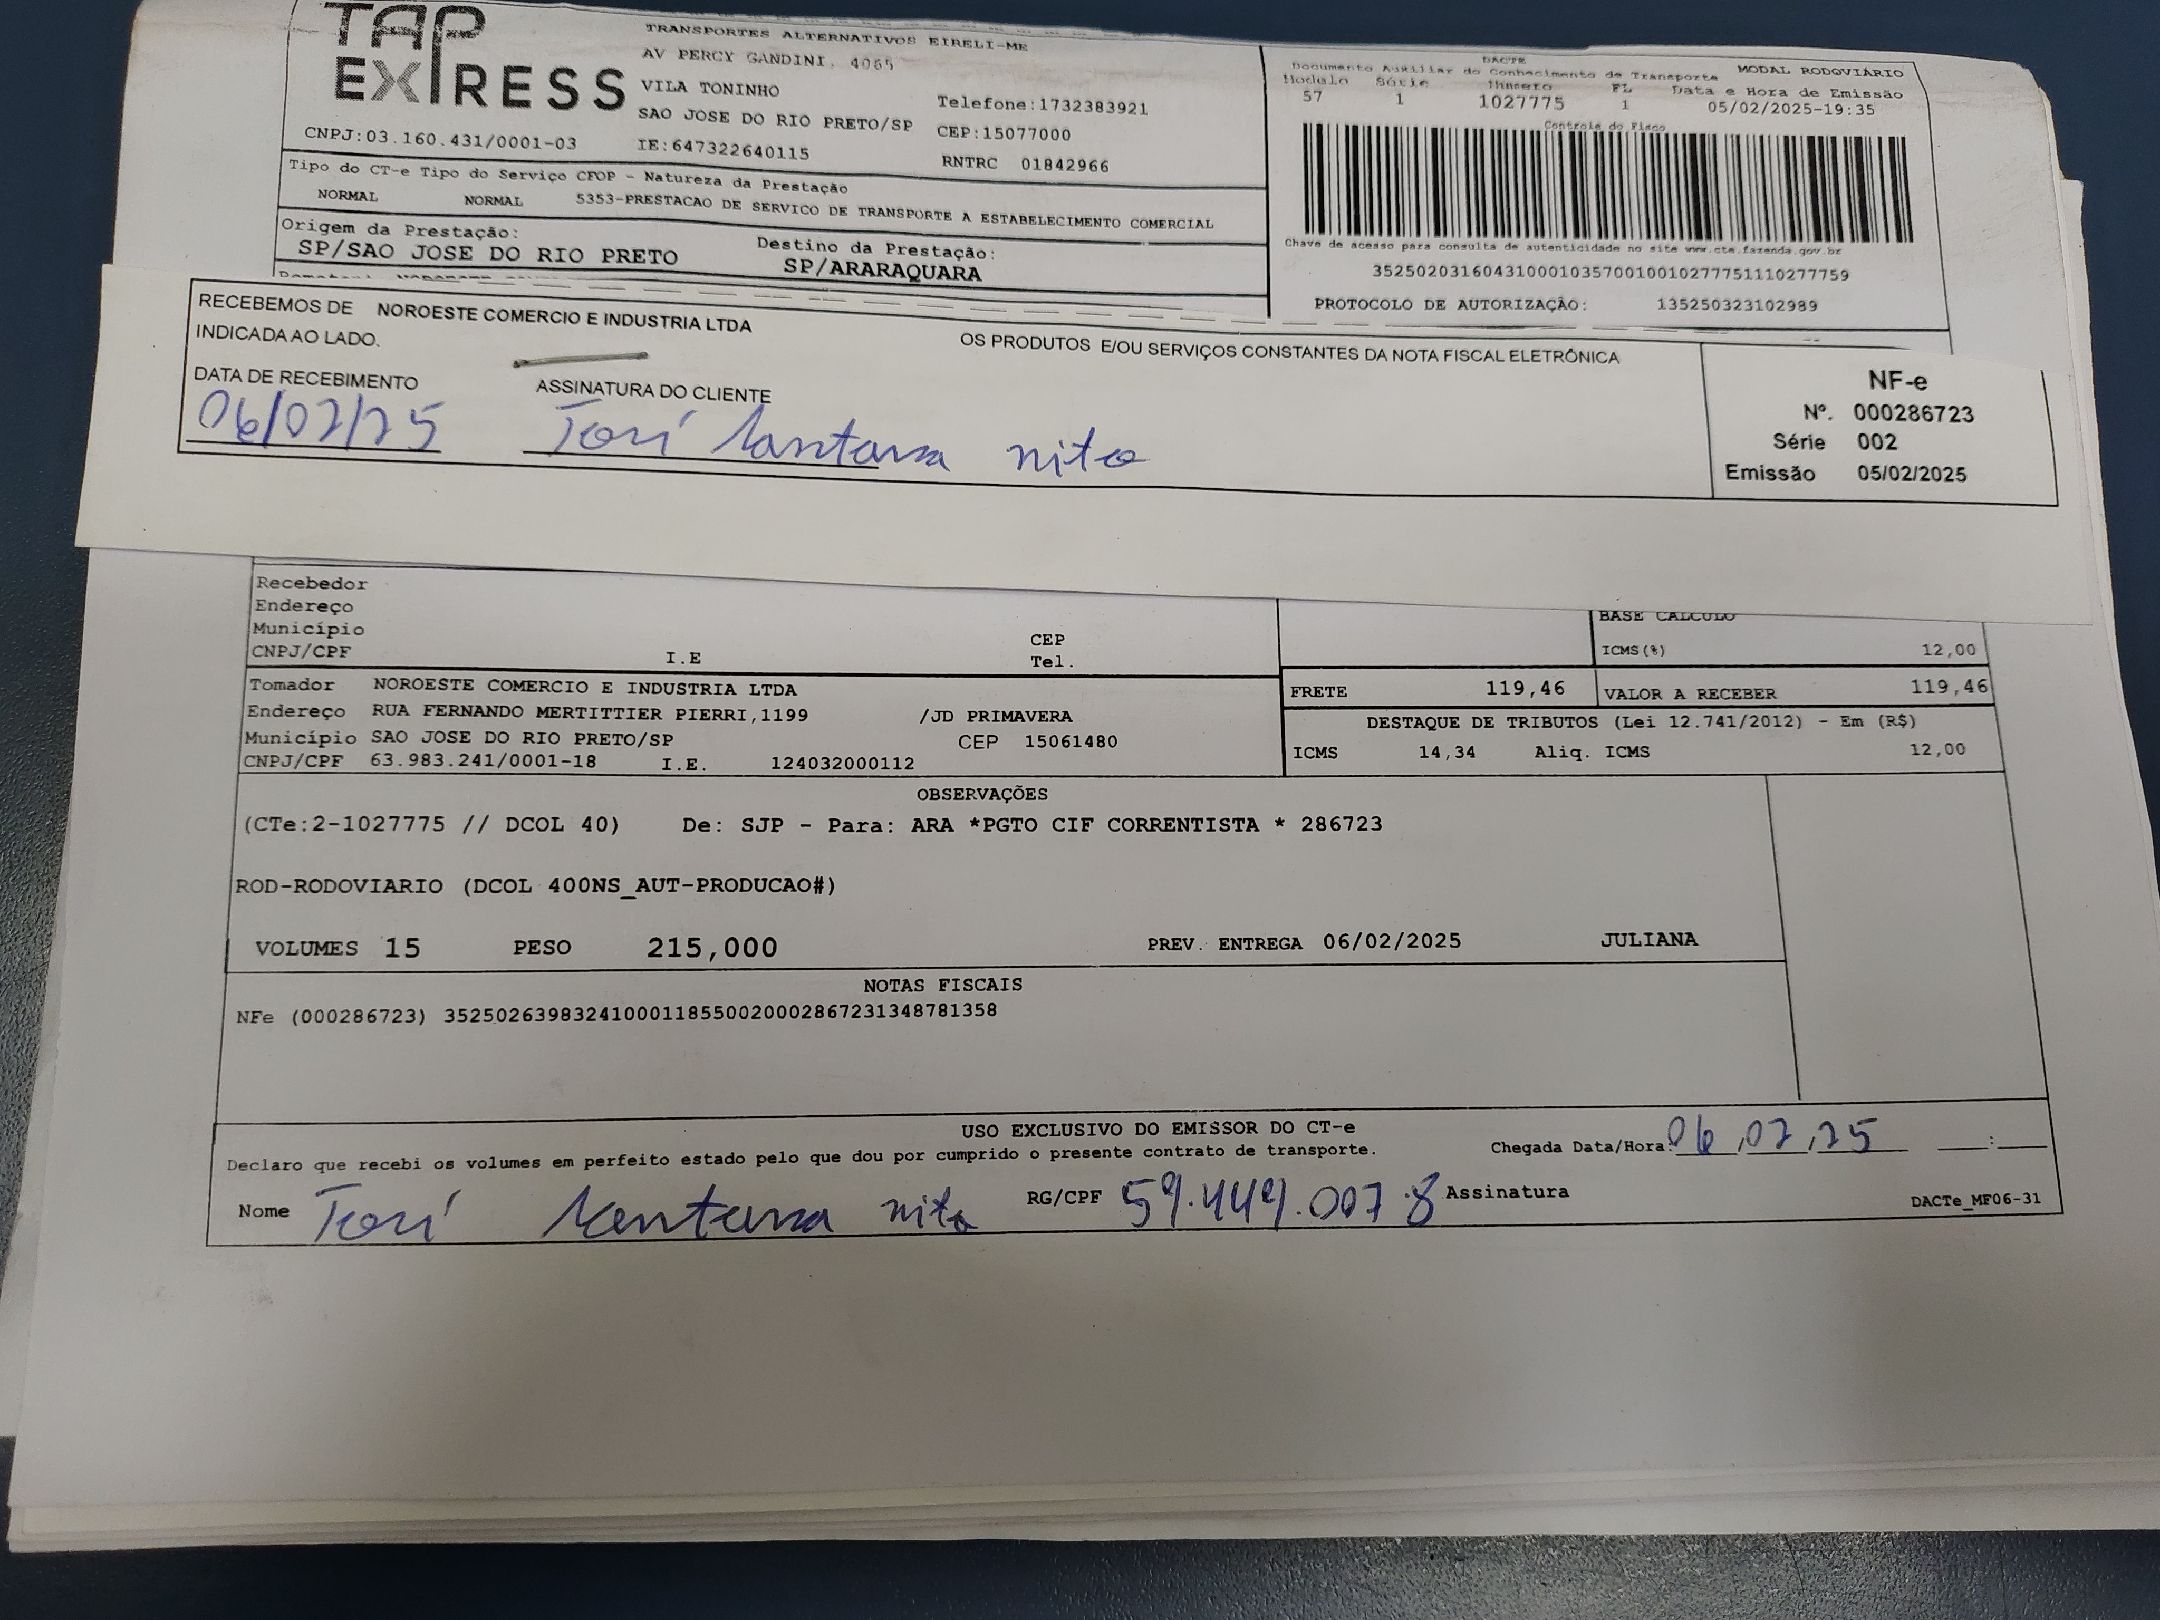 TAP EXPRESS
TRANSPORTES ALTERNATIVOS EIRELI-ME
AV PERCY GANDINI, 4065
VILA TONINHO
SAO JOSE DO RIO PRETO/SP
Telefone:1732383921
CEP:15077000
CNPJ:03.160.431/0001-03
IE:647322640115
RNTRC 01842966
DACTE
Documento Auxiliar do Conhecimento de Transporte
MODAL RODOVIÁRIO
Modulo Série Número FL Data e Hora de Emissão
57 1 1027775 1 05/02/2025-19:35
Controle do Fisco
Chave de acesso para consulta de autenticidade no site www.cte.fazenda.gov.br
35250203160431000103570010010277751110277759
PROTOCOLO DE AUTORIZAÇÃO: 135250323102989
Tipo do CT-e Tipo do Serviço CFOP - Natureza da Prestação
NORMAL NORMAL 5353-PRESTACAO DE SERVICO DE TRANSPORTE A ESTABELECIMENTO COMERCIAL
Origem da Prestação: Destino da Prestação:
SP/SAO JOSE DO RIO PRETO SP/ARARAQUARA
RECEBEMOS DE NOROESTE COMERCIO E INDUSTRIA LTDA OS PRODUTOS E/OU SERVIÇOS CONSTANTES DA NOTA FISCAL ELETRÔNICA
INDICADA AO LADO.
DATA DE RECEBIMENTO ASSINATURA DO CLIENTE
06/02/25 Santana
NF-e
Nº. 000286723
Série 002
Emissão 05/02/2025
Recebedor
Endereço
Município CEP
CNPJ/CPF I.E Tel.
BASE CALCULO
ICMS(%) 12,00
Tomador NOROESTE COMERCIO E INDUSTRIA LTDA
Endereço RUA FERNANDO MERTITTIER PIERRI,1199 /JD PRIMAVERA
Município SAO JOSE DO RIO PRETO/SP CEP 15061480
CNPJ/CPF 63.983.241/0001-18 I.E. 124032000112
FRETE 119,46 VALOR A RECEBER 119,46
DESTAQUE DE TRIBUTOS (Lei 12.741/2012) - Em (R$)
ICMS 14,34 Aliq. ICMS 12,00
OBSERVAÇÕES
(CTe:2-1027775 // DCOL 40) De: SJP - Para: ARA *PGTO CIF CORRENTISTA * 286723
ROD-RODOVIARIO (DCOL 400NS_AUT-PRODUCAO#)
VOLUMES 15 PESO 215,000 PREV. ENTREGA 06/02/2025 JULIANA
NOTAS FISCAIS
NFe (000286723) 35250263983241000118550020002867231348781358
USO EXCLUSIVO DO EMISSOR DO CT-e
Declaro que recebi os volumes em perfeito estado pelo que dou por cumprido o presente contrato de transporte.
Chegada Data/Hora: 06,02,25 :
Nome Santana RG/CPF 59.449.007.8 Assinatura
DACTe_MF06-31